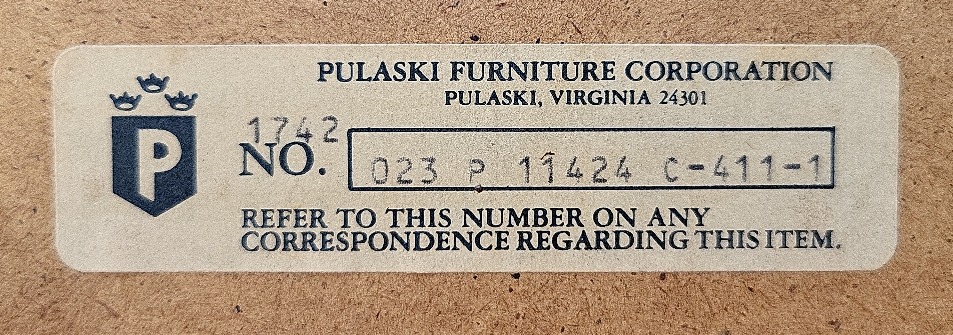 PULASKI FURNITURE CORPORATION
PULASKI, VIRGINIA 24301
P
1742
NO. 023 P 11424 C-411-1
REFER TO THIS NUMBER ON ANY
CORRESPONDENCE REGARDING THIS ITEM.